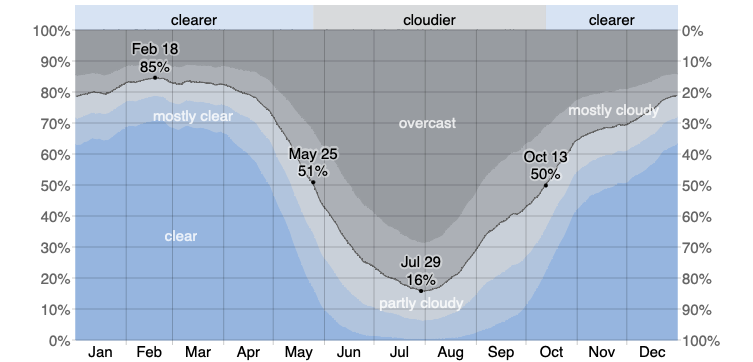 clearer cloudier clearer
100% 0%
90% 10%
80% 20%
70% 30%
60% 40%
50% 50%
40% 60%
30% 70%
20% 80%
10% 90%
0% 100%
Feb 18
85%
mostly clear
overcast
mostly cloudy
May 25
51%
Oct 13
50%
clear
Jul 29
16%
partly cloudy
Jan Feb Mar Apr May Jun Jul Aug Sep Oct Nov Dec